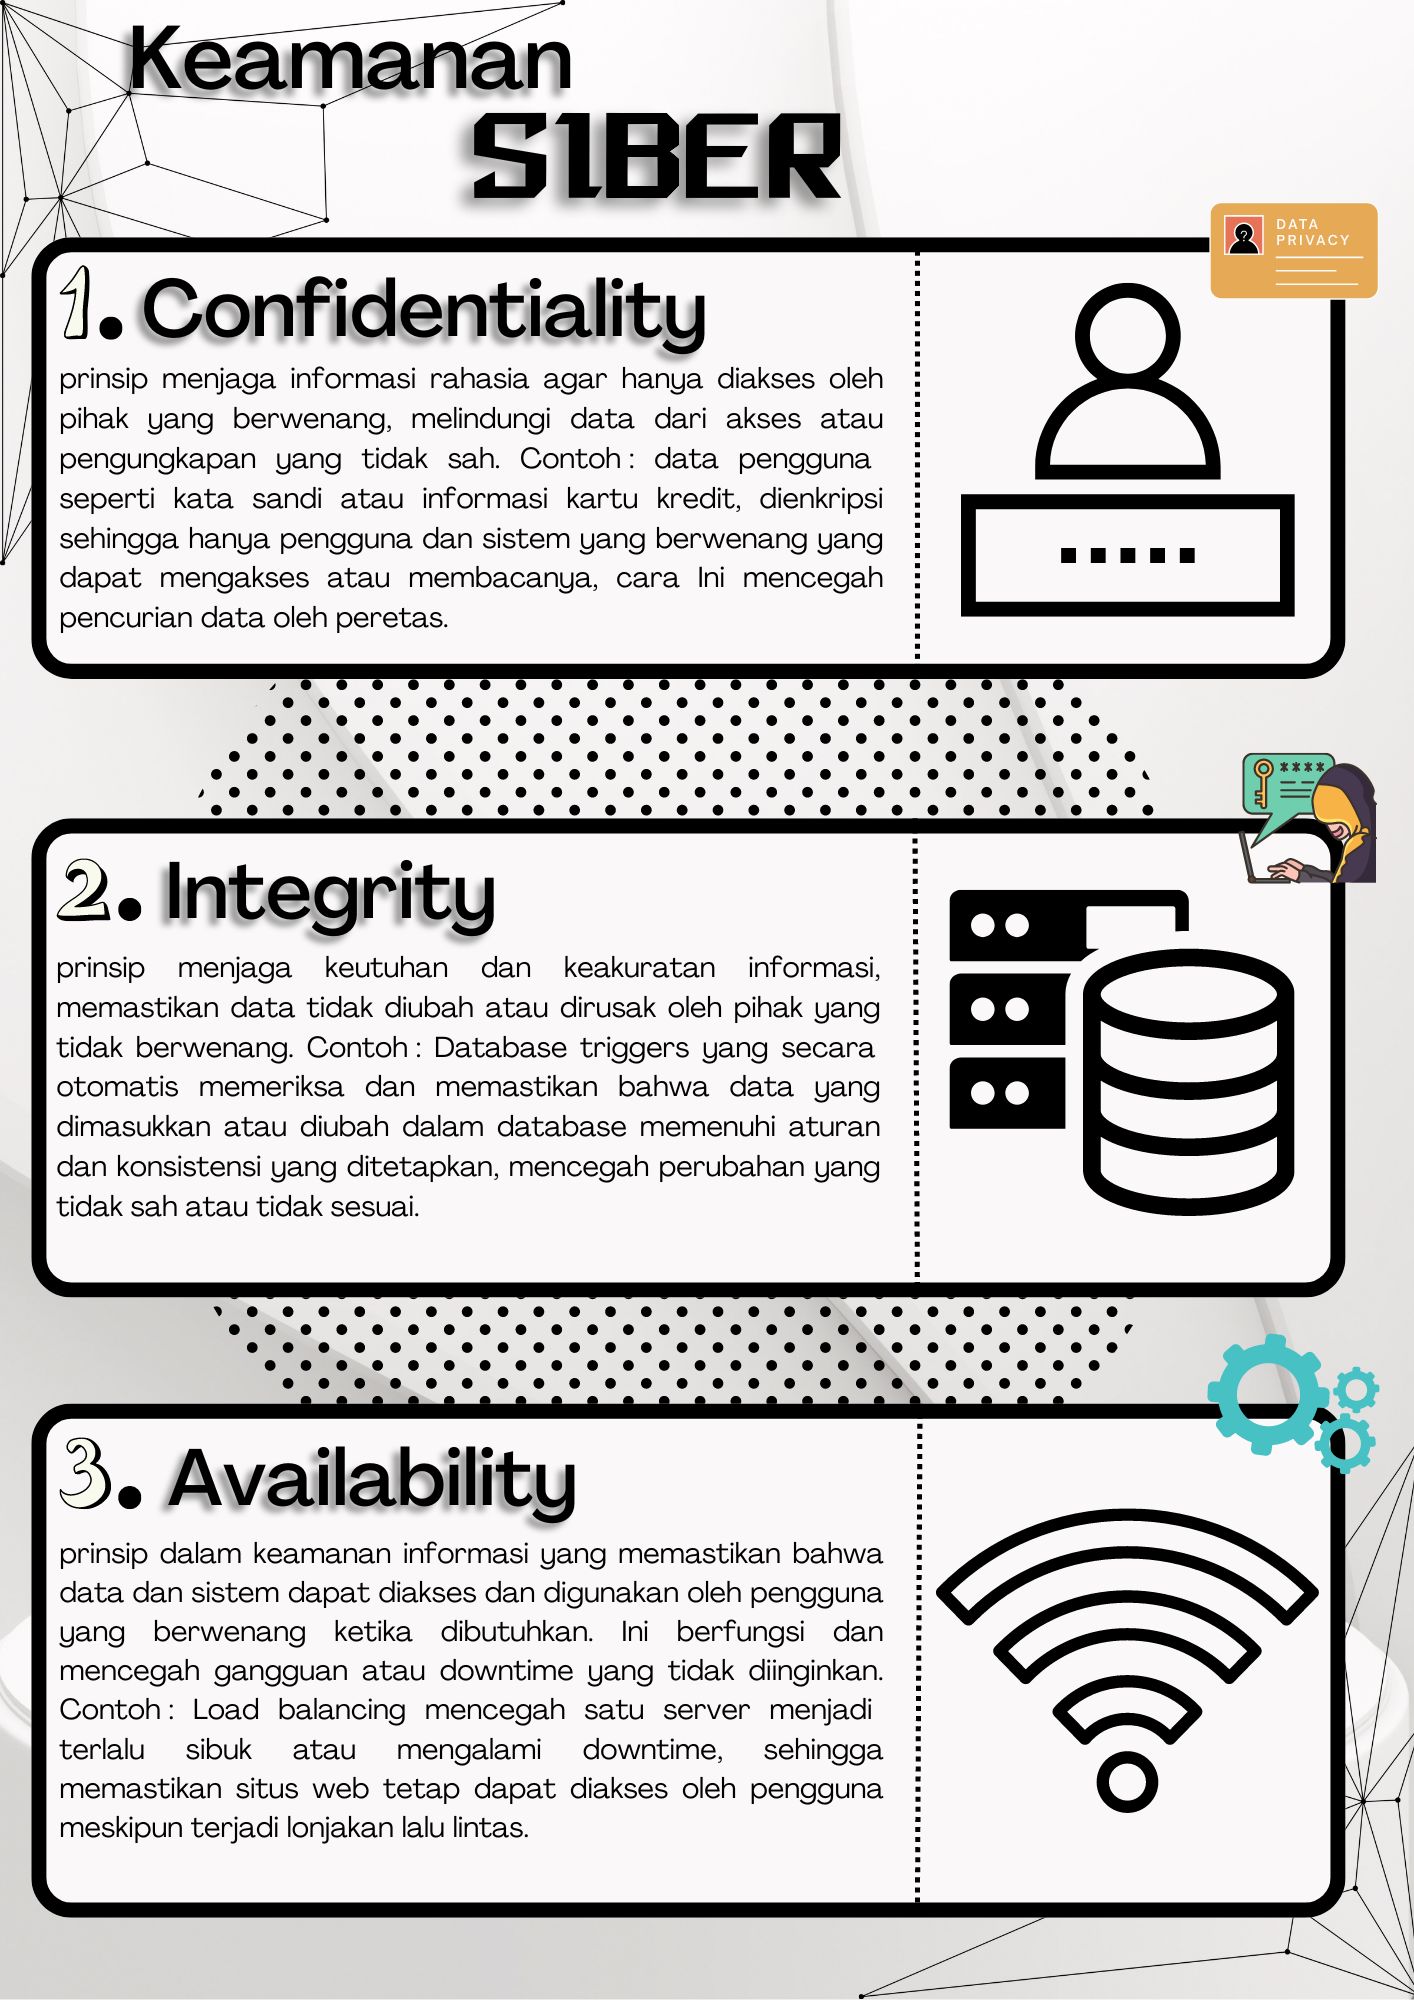 Keamanan
SIBER
DATA
PRIVACY
1. Confidentiality
prinsip menjaga informasi rahasia agar hanya diakses oleh
pihak yang berwenang, melindungi data dari akses atau
pengungkapan yang tidak sah. Contoh : data pengguna
seperti kata sandi atau informasi kartu kredit, dienkripsi
sehingga hanya pengguna dan sistem yang berwenang yang
dapat mengakses atau membacanya, cara Ini mencegah
pencurian data oleh peretas.
****
2. Integrity
prinsip menjaga keutuhan dan keakuratan informasi,
memastikan data tidak diubah atau dirusak oleh pihak yang
tidak berwenang. Contoh : Database triggers yang secara
otomatis memeriksa dan memastikan bahwa data yang
dimasukkan atau diubah dalam database memenuhi aturan
dan konsistensi yang ditetapkan, mencegah perubahan yang
tidak sah atau tidak sesuai.
3. Availability
prinsip dalam keamanan informasi yang memastikan bahwa
data dan sistem dapat diakses dan digunakan oleh pengguna
yang berwenang ketika dibutuhkan. Ini berfungsi dan
mencegah gangguan atau downtime yang tidak diinginkan.
Contoh : Load balancing mencegah satu server menjadi
terlalu sibuk atau mengalami downtime, sehingga
memastikan situs web tetap dapat diakses oleh pengguna
meskipun terjadi lonjakan lalu lintas.